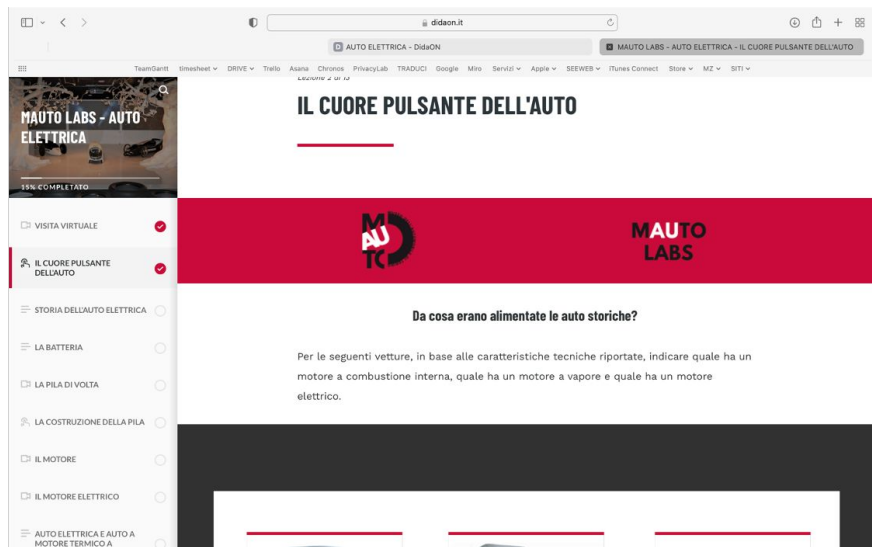 didaon.it
AUTO ELETTRICA - DidaON
MAUTO LABS - AUTO ELETTRICA - IL CUORE PULSANTE DELL'AUTO
TeamGantt timesheet DRIVE Trello Asana Chronos PrivacyLab TRADUCI Google Miro Servizi Apple SEEWEB iTunes Connect Store MZ SITI
MAUTO LABS - AUTO
ELETTRICA
15% COMPLETATO
VISITA VIRTUALE
IL CUORE PULSANTE
DELL'AUTO
STORIA DELL'AUTO ELETTRICA
LA BATTERIA
LA PILA DI VOLTA
LA COSTRUZIONE DELLA PILA
IL MOTORE
IL MOTORE ELETTRICO
AUTO ELETTRICA E AUTO A
MOTORE TERMICO A
Lezione 2 di 13
IL CUORE PULSANTE DELL'AUTO
MAUTO
MAUTO
LABS
Da cosa erano alimentate le auto storiche?
Per le seguenti vetture, in base alle caratteristiche tecniche riportate, indicare quale ha un
motore a combustione interna, quale ha un motore a vapore e quale ha un motore
elettrico.